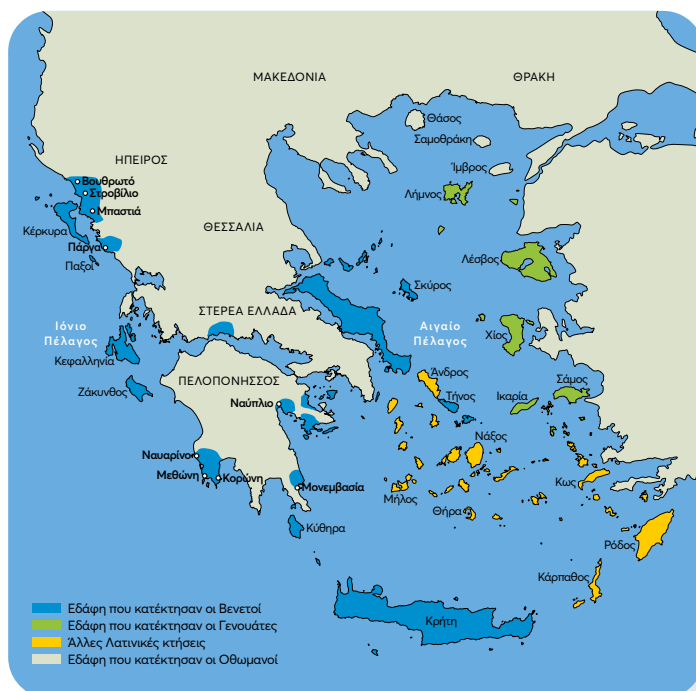 ΜΑΚΕΔΟΝΙΑ
ΘΡΑΚΗ
Θάσος
Σαμοθράκη
Ίμβρος
ΗΠΕΙΡΟΣ
Βουθρωτό
Στροβίλιο
Λήμνος
Μπαστιά
Κέρκυρα
ΘΕΣΣΑΛΙΑ
Πάργα
Παξοί
Λέσβος
Σκύρος
ΣΤΕΡΕΑ ΕΛΛΑΔΑ
Ιόνιο
Πέλαγος
Αιγαίο
Πέλαγος
Χίος
Κεφαλληνία
Άνδρος
ΠΕΛΟΠΟΝΝΗΣΟΣ
Σάμος
Ζάκυνθος
Τήνος
Ικαρία
Ναύπλιο
Νάξος
Ναυαρίνο
Μεθώνη
Κορώνη
Μονεμβασία
Μήλος
Κως
Θήρα
Κύθηρα
Ρόδος
Κάρπαθος
Κρήτη
Εδάφη που κατέκτησαν οι Βενετοί
Εδάφη που κατέκτησαν οι Γενουάτες
Άλλες Λατινικές κτήσεις
Εδάφη που κατέκτησαν οι Οθωμανοί